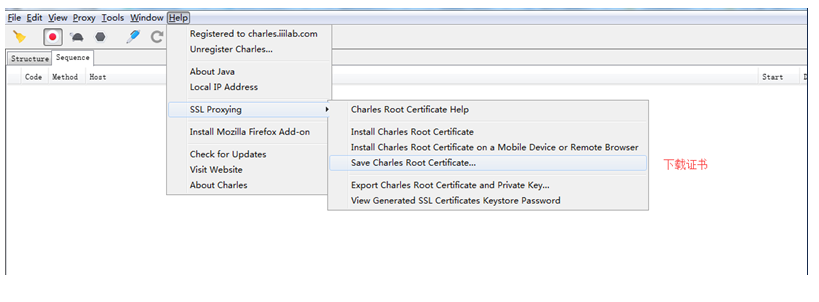 File Edit View Proxy Tools Window Help
Registered to charles.iiiilab.com
Unregister Charles...
Structure Sequence
Code Method Host Start D
About Java
Local IP Address
SSL Proxying
Charles Root Certificate Help
Install Mozilla Firefox Add-on
Install Charles Root Certificate
Install Charles Root Certificate on a Mobile Device or Remote Browser
Check for Updates
Save Charles Root Certificate... 下载证书
Visit Website
About Charles
Export Charles Root Certificate and Private Key...
View Generated SSL Certificates Keystore Password